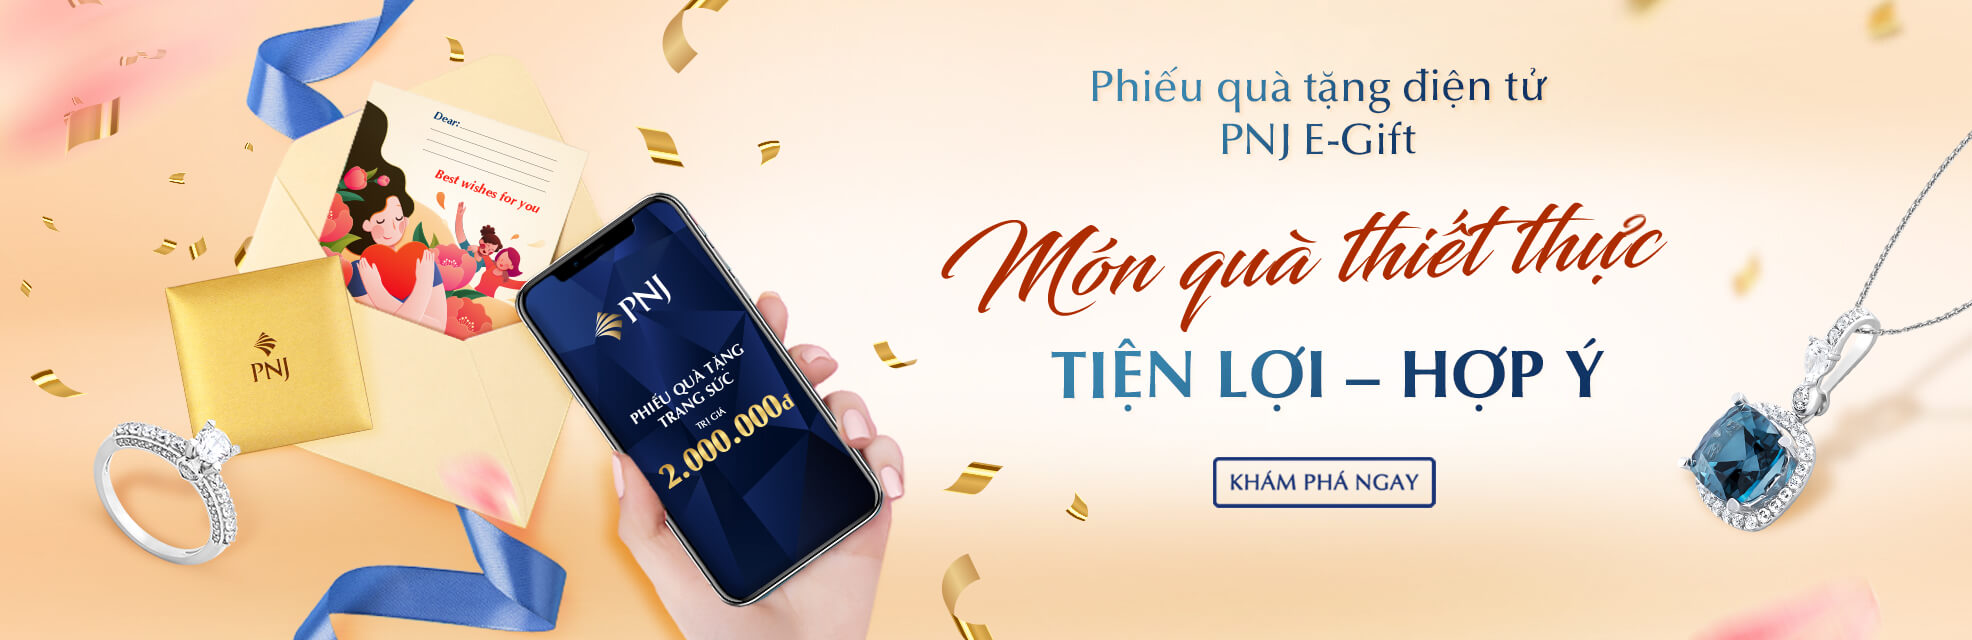 Dear:
Best wishes for you
PNJ
PNJ
PHIẾU QUÀ TẶNG
TRANG SỨC
TRỊ GIÁ
2.000.000đ
Phiếu quà tặng điện tử
PNJ E-Gift
Món quà thiết thực
TIỆN LỢI – HỢP Ý
KHÁM PHÁ NGAY